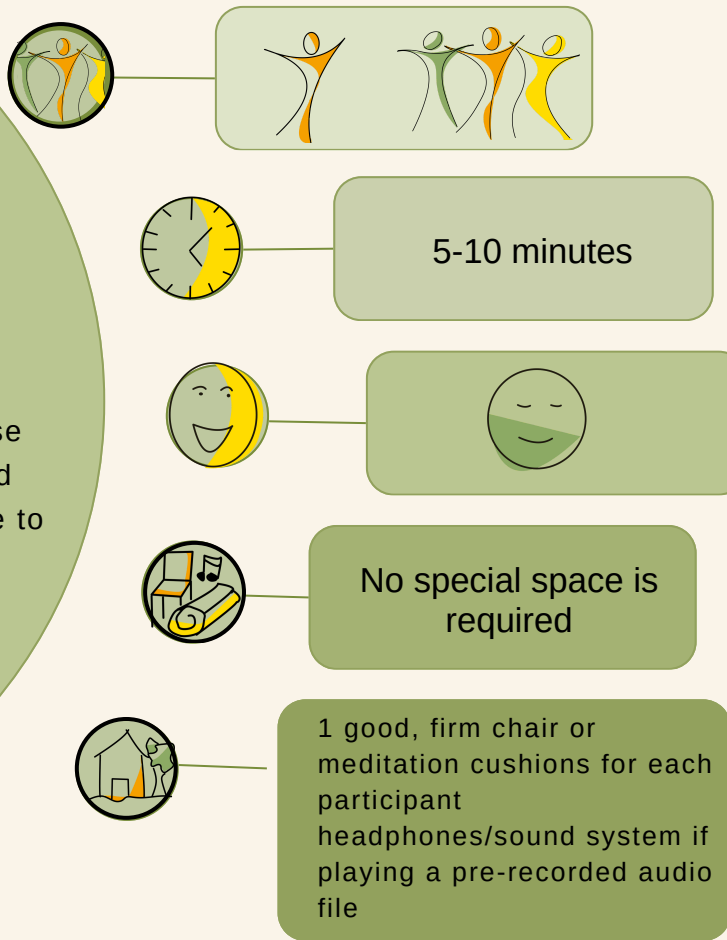 5-10 minutes
se
d
e to
No special space is
required
1 good, firm chair or
meditation cushions for each
participant
headphones/sound system if
playing a pre-recorded audio
file